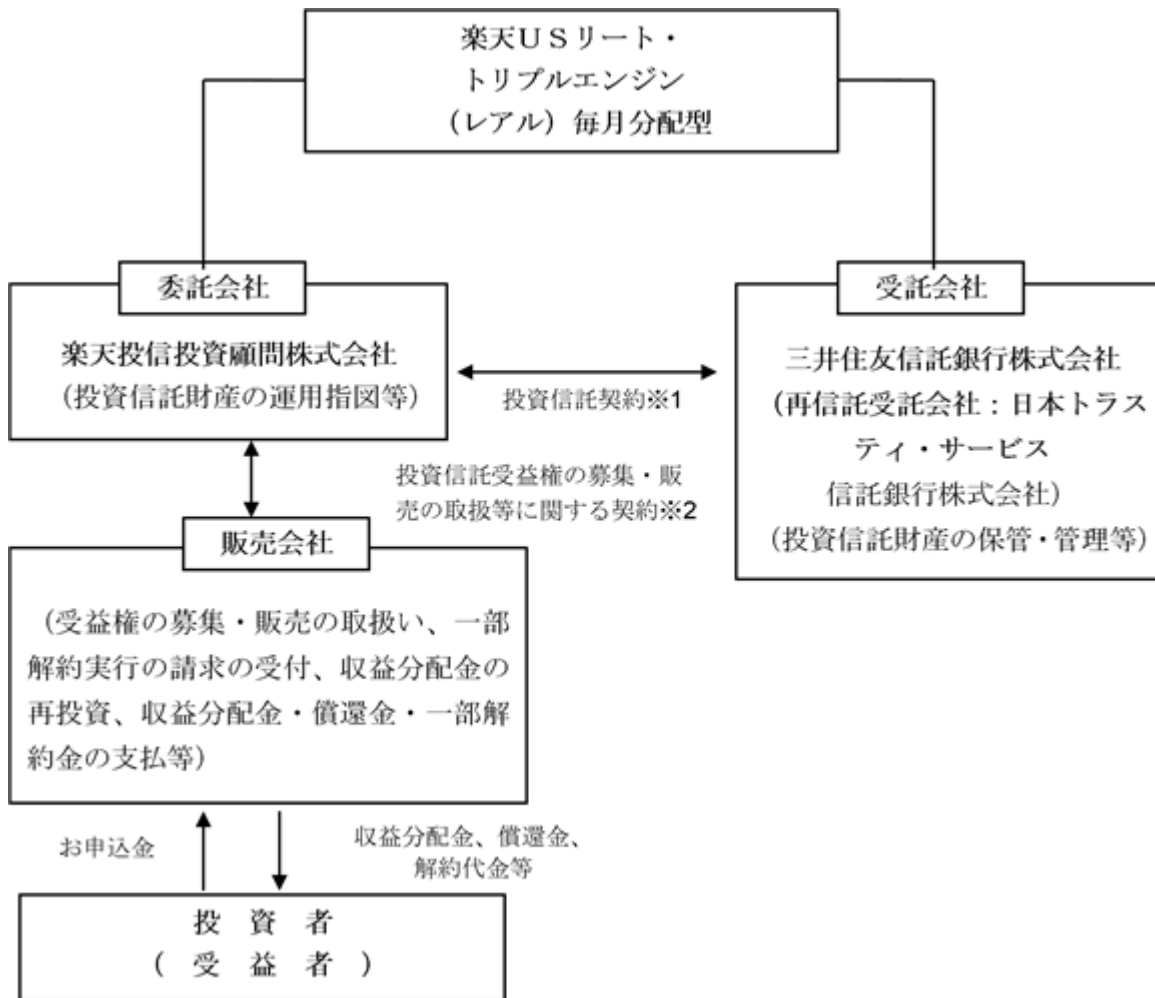 楽天ＵＳリート・
トリプルエンジン
（レアル）毎月分配型
委託会社
楽天投信投資顧問株式会社
（投資信託財産の運用指図等）
投資信託契約※1
受託会社
三井住友信託銀行株式会社
（再信託受託会社：日本トラス
ティ・サービス
信託銀行株式会社）
（投資信託財産の保管・管理等）
投資信託受益権の募集・販
売の取扱等に関する契約※2
販売会社
（受益権の募集・販売の取扱い、一部
解約実行の請求の受付、収益分配金の
再投資、収益分配金・償還金・一部解
約金の支払等）
お申込金
収益分配金、償還金、
解約代金等
投　資　者
（　受　益　者　）